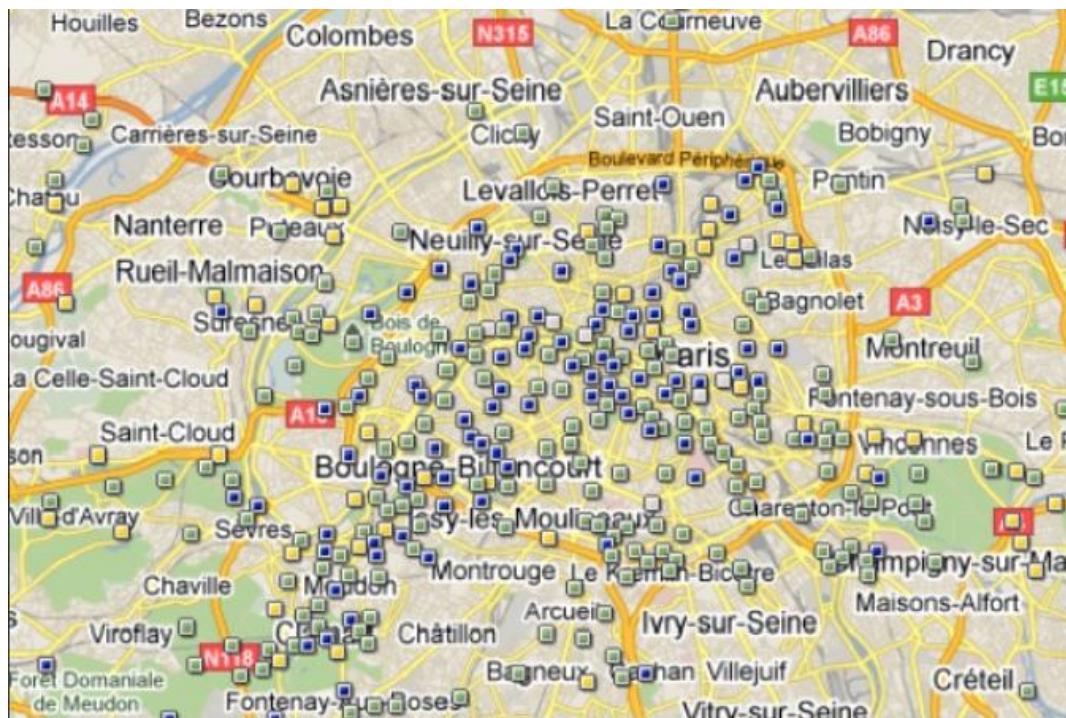 Houilles
Bezons
Colombes
N315
La Courneuve
A86
Drancy
A14
Asnières-sur-Seine
Aubervilliers
Carrières-sur-Seine
Clichy
Saint-Ouen
Bobigny
Boulevard Périphérique
Courbevoie
Levallois-Perret
Pantin
Chatou
Nanterre
Puteaux
Neuilly-sur-Seine
Noisy-le-Sec
Rueil-Malmaison
Les Lilas
A86
Bagnolet
A3
Suresnes
Bois de
Boulogne
ougival
Paris
Montreuil
La Celle-Saint-Cloud
Fontenay-sous-Bois
Saint-Cloud
Vincennes
Boulogne-Billancourt
Ville-d'Avray
Issy-les-Moulineaux
Charenton-le-Pont
Sèvres
Chaville
Meudon
Montrouge
Le Kremlin-Bicêtre
Champigny-sur-Ma
Maisons-Alfort
Viroflay
Clamart
Châtillon
Arcueil
Ivry-sur-Seine
N118
Forêt Domaniale
de Meudon
Bagneux
Cachan
Villejuif
Créteil
Fontenay-aux-Roses
Vitry-sur-Seine